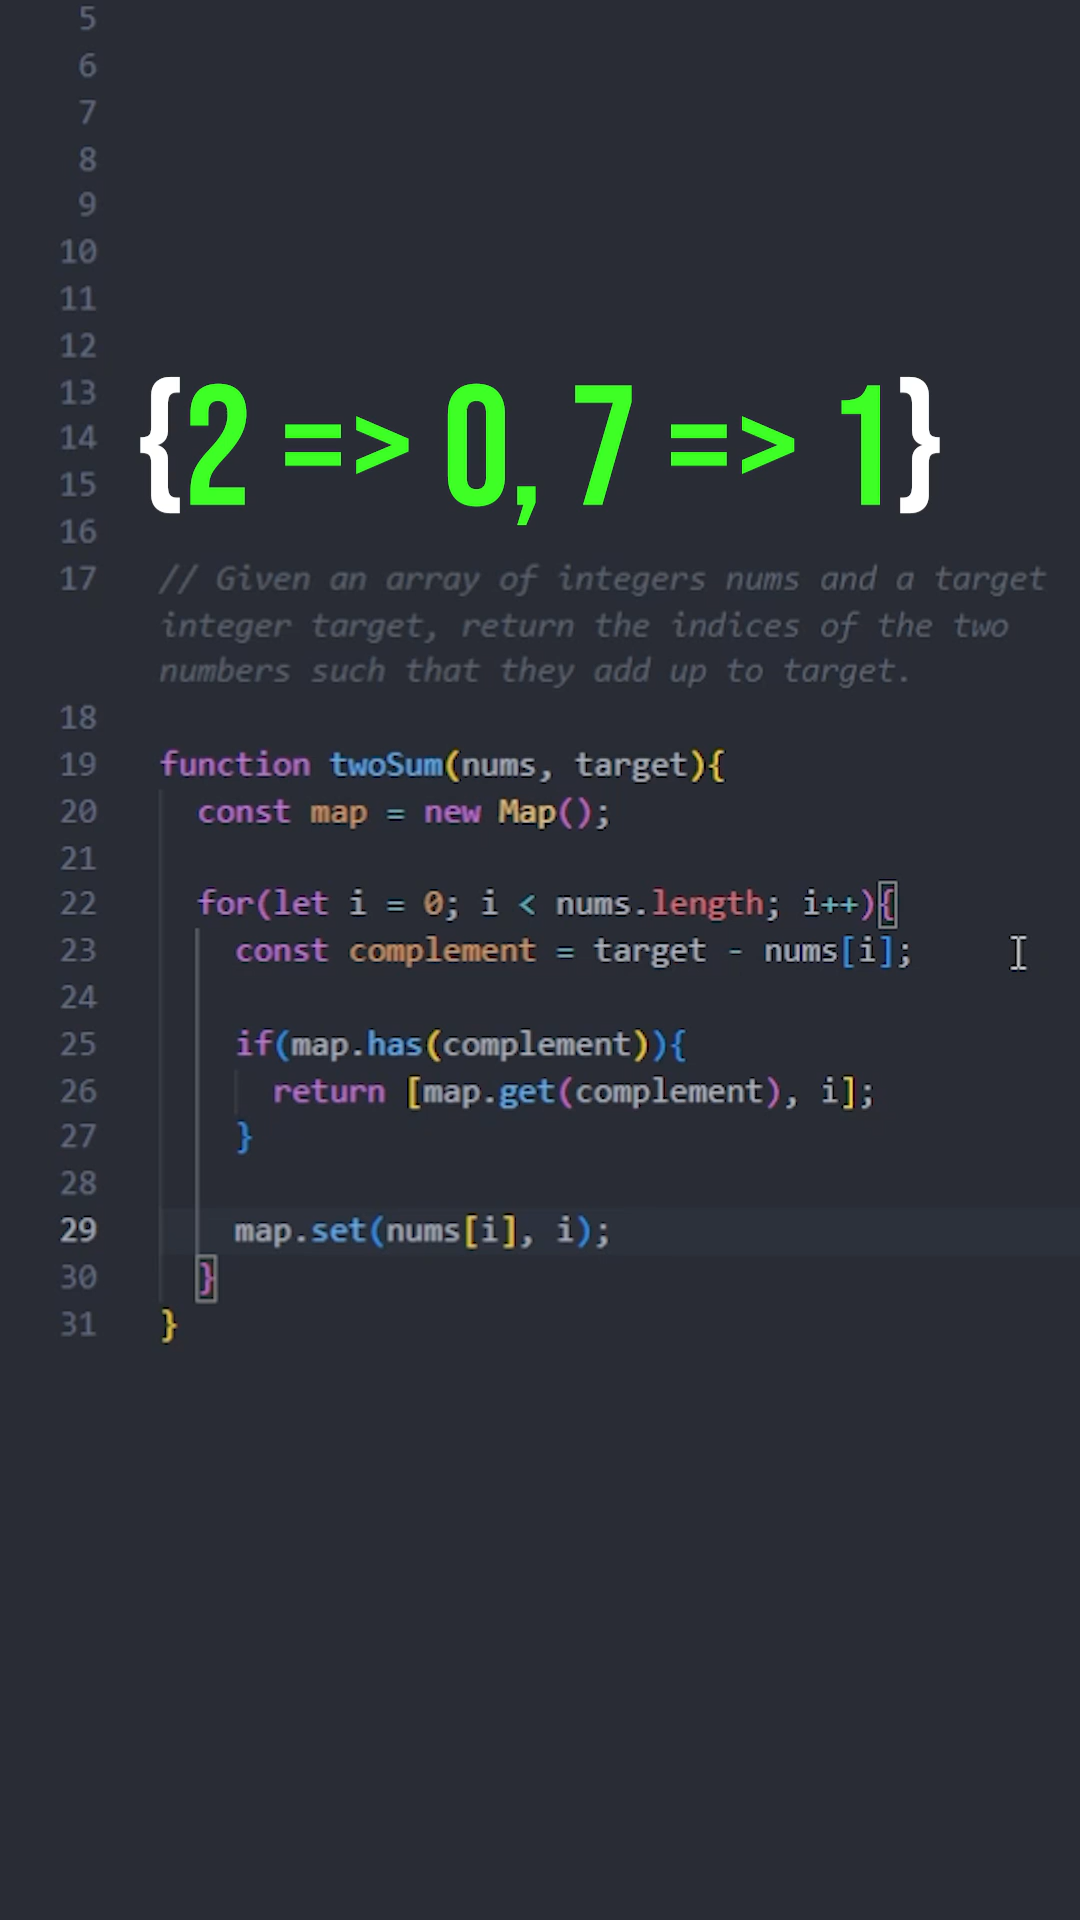 5
6
7
8
9
10
11
12
13
{2 => 0, 7 => 1}
14
15
16
17 // Given an array of integers nums and a target
integer target, return the indices of the two
numbers such that they add up to target.
18
19 function twoSum(nums, target){
20 const map = new Map();
21
22 for(let i = 0; i < nums.length; i++){
23 const complement = target - nums[i];
24
25 if(map.has(complement)){
26 return [map.get(complement), i];
27 }
28
29 map.set(nums[i], i);
30 }
31 }